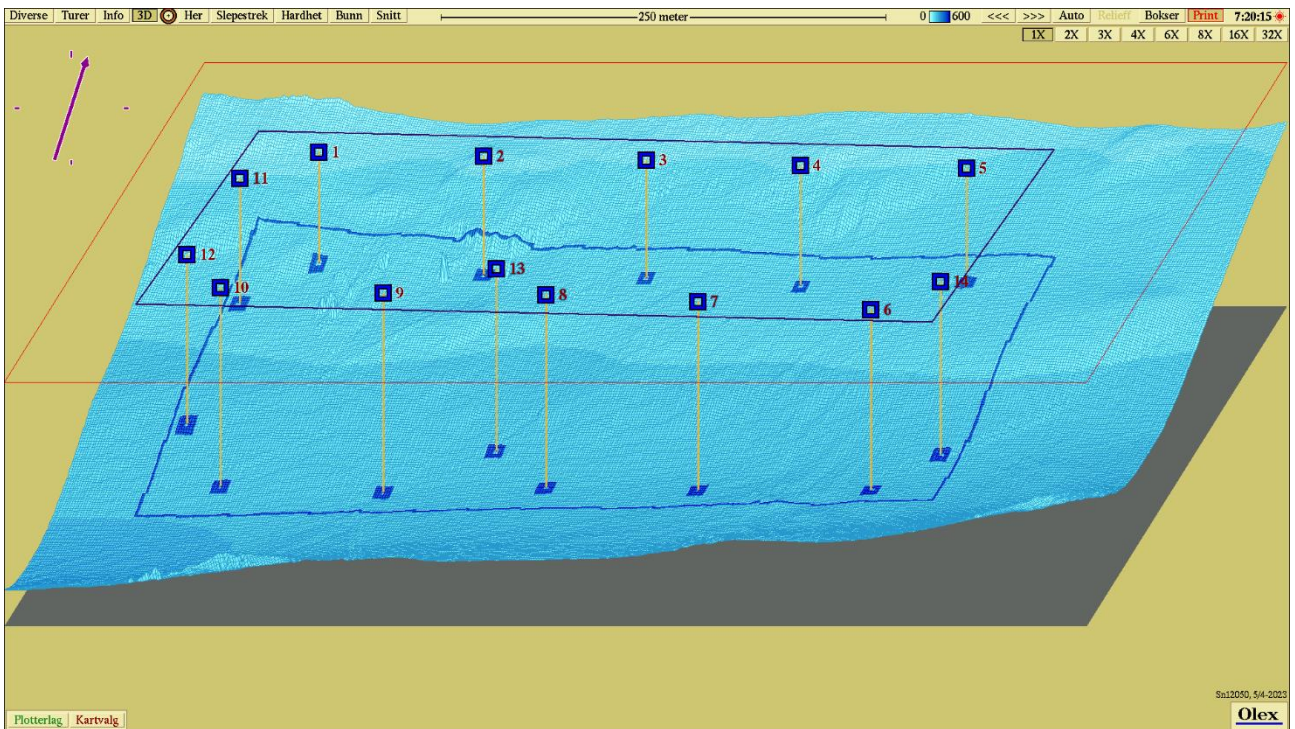 Diverse Turer Info 3D Her Slepestrek Hardhet Bunn Snitt 250 meter 0 600 <<< >>> Auto Relieff Bokser Print 7:20:15
1X 2X 3X 4X 6X 8X 16X 32X
1 2 3 4 5
11
12 13
10 9 8 7 6 14
Sn12050, 5/4-2023
Plotterlag Kartvalg Olex